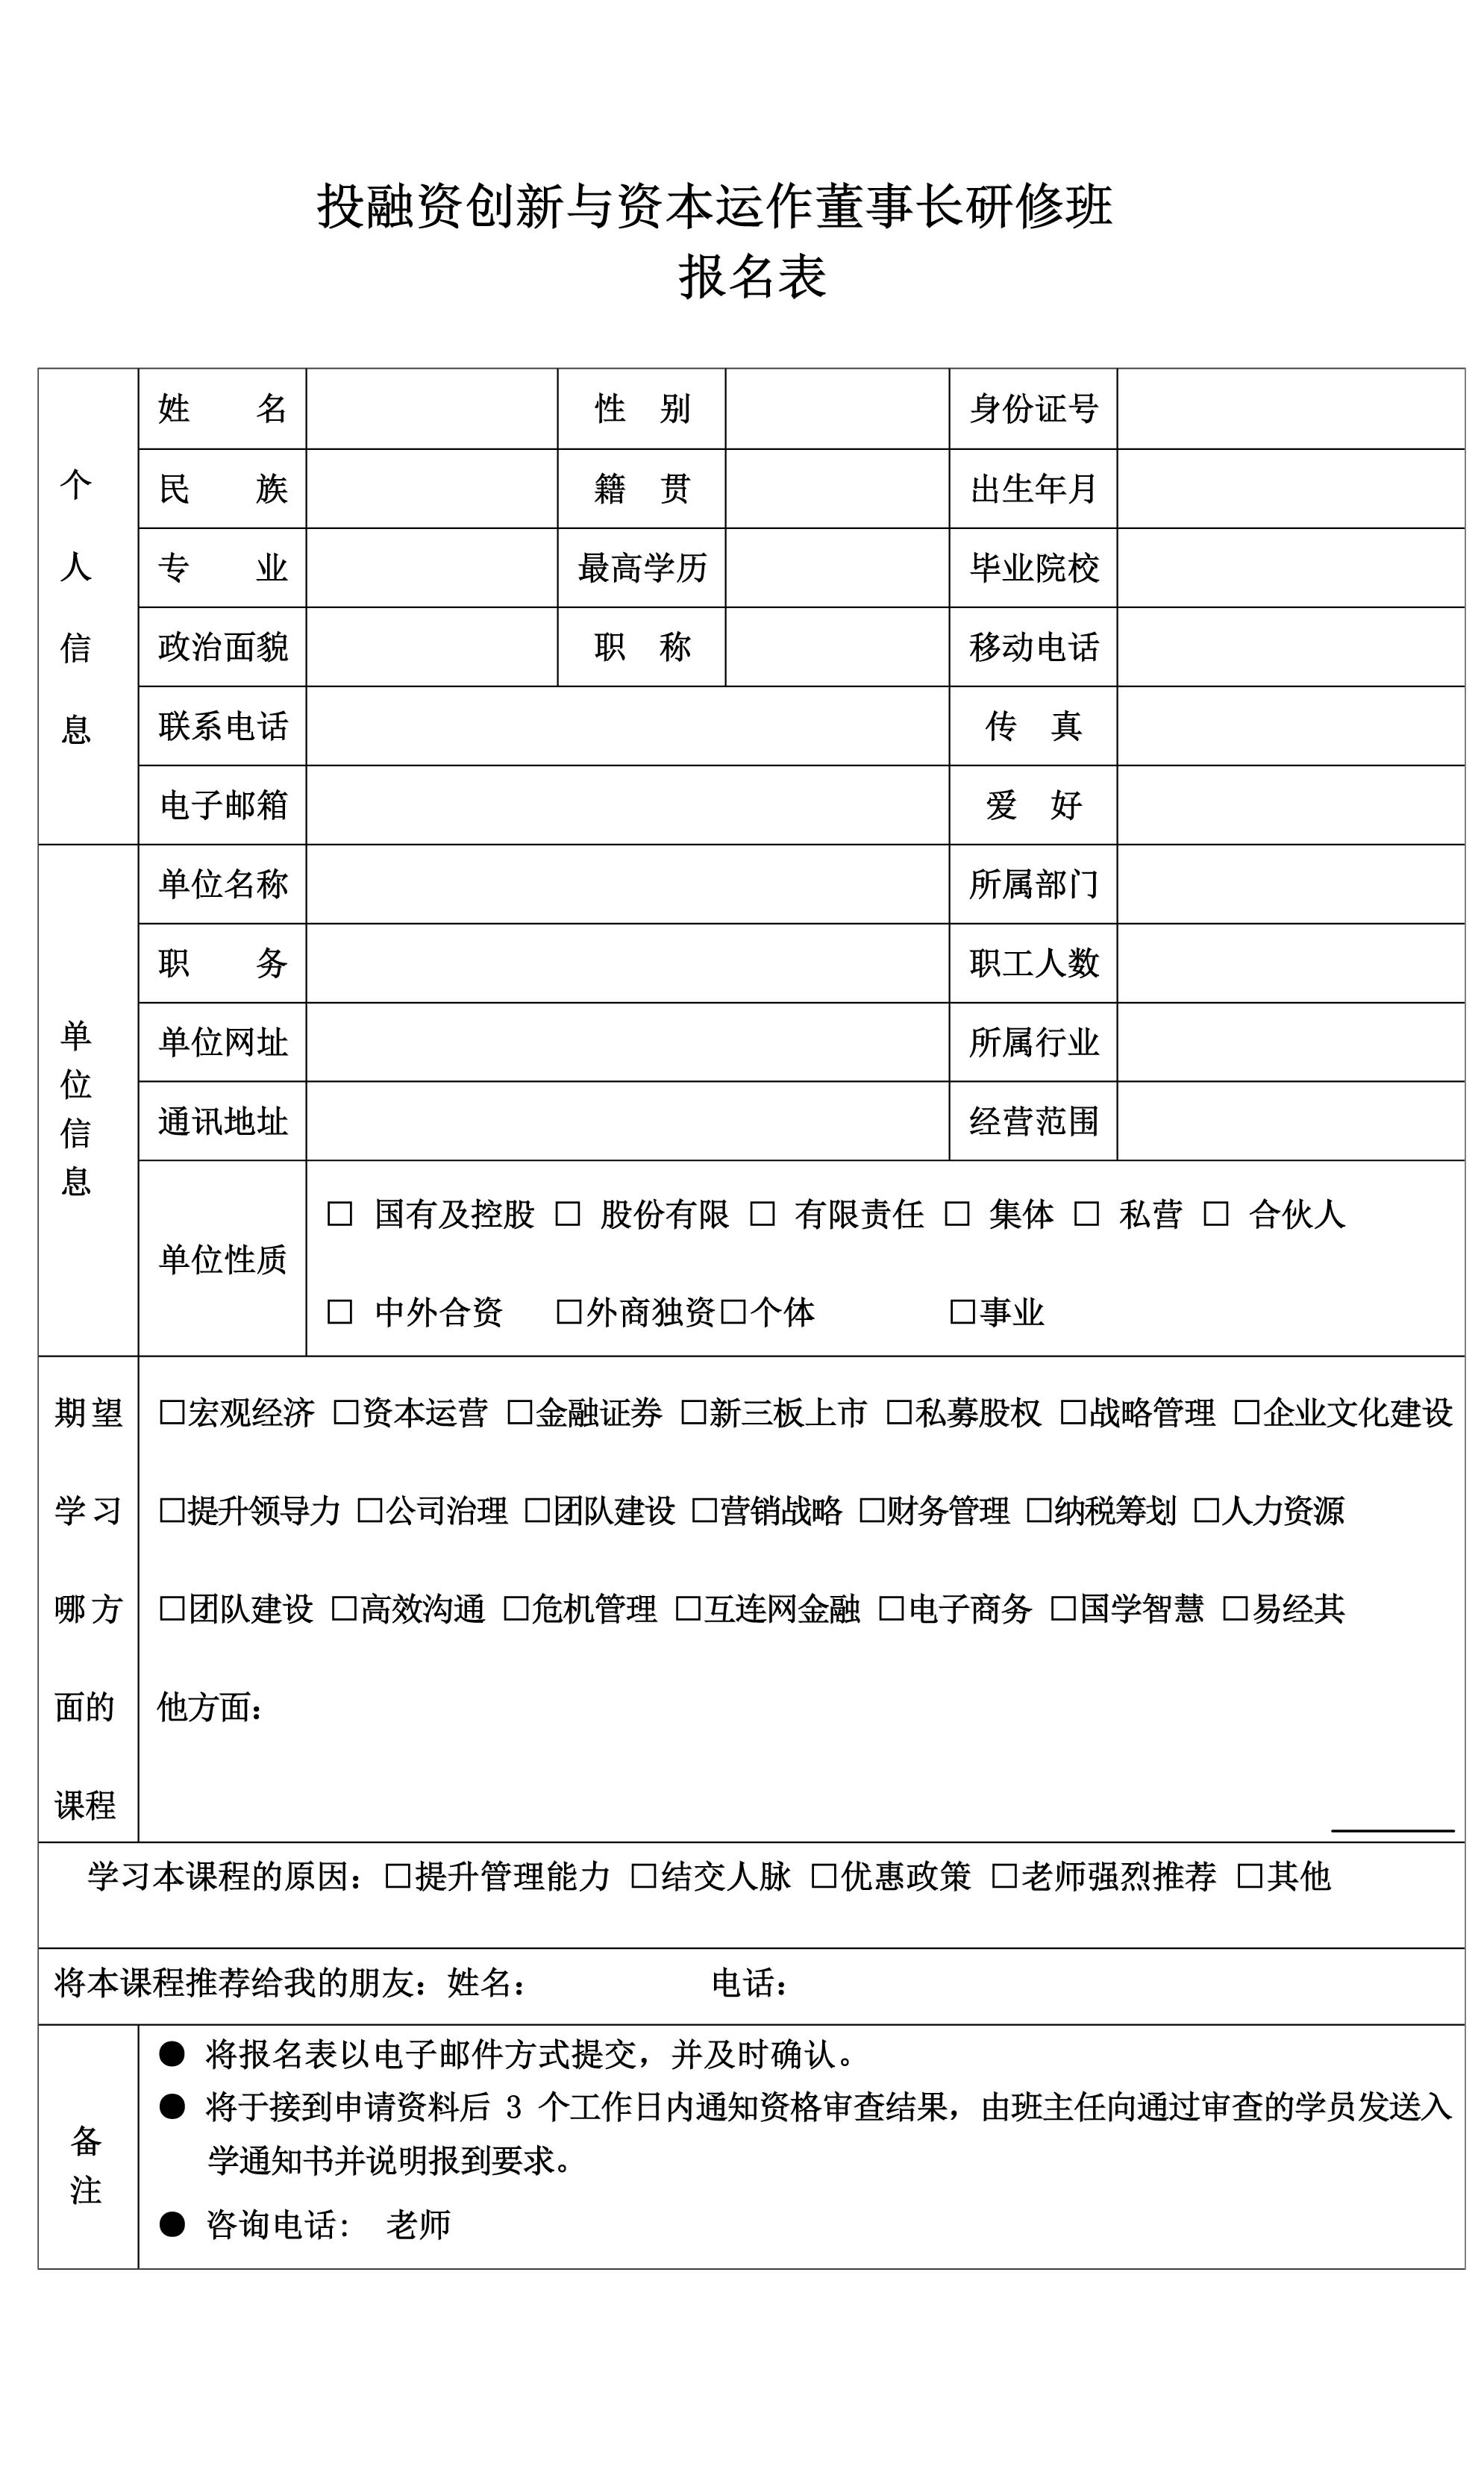 投融资创新与资本运作董事长研修班
报名表
个人信息
姓 名 性 别 身份证号
民 族 籍 贯 出生年月
专 业 最高学历 毕业院校
政治面貌 职 称 移动电话
联系电话 传 真
电子邮箱 爱 好
单位信息
单位名称 所属部门
职 务 职工人数
单位网址 所属行业
通讯地址 经营范围
单位性质
□ 国有及控股 □ 股份有限 □ 有限责任 □ 集体 □ 私营 □ 合伙人
□ 中外合资 □外商独资□个体 □事业
期望学习哪方面的课程
□宏观经济 □资本运营 □金融证券 □新三板上市 □私募股权 □战略管理 □企业文化建设
□提升领导力 □公司治理 □团队建设 □营销战略 □财务管理 □纳税筹划 □人力资源
□团队建设 □高效沟通 □危机管理 □互连网金融 □电子商务 □国学智慧 □易经其
他方面：
学习本课程的原因：□提升管理能力 □结交人脉 □优惠政策 □老师强烈推荐 □其他
将本课程推荐给我的朋友：姓名： 电话：
备注
● 将报名表以电子邮件方式提交，并及时确认。
● 将于接到申请资料后 3 个工作日内通知资格审查结果，由班主任向通过审查的学员发送入
学通知书并说明报到要求。
● 咨询电话： 老师